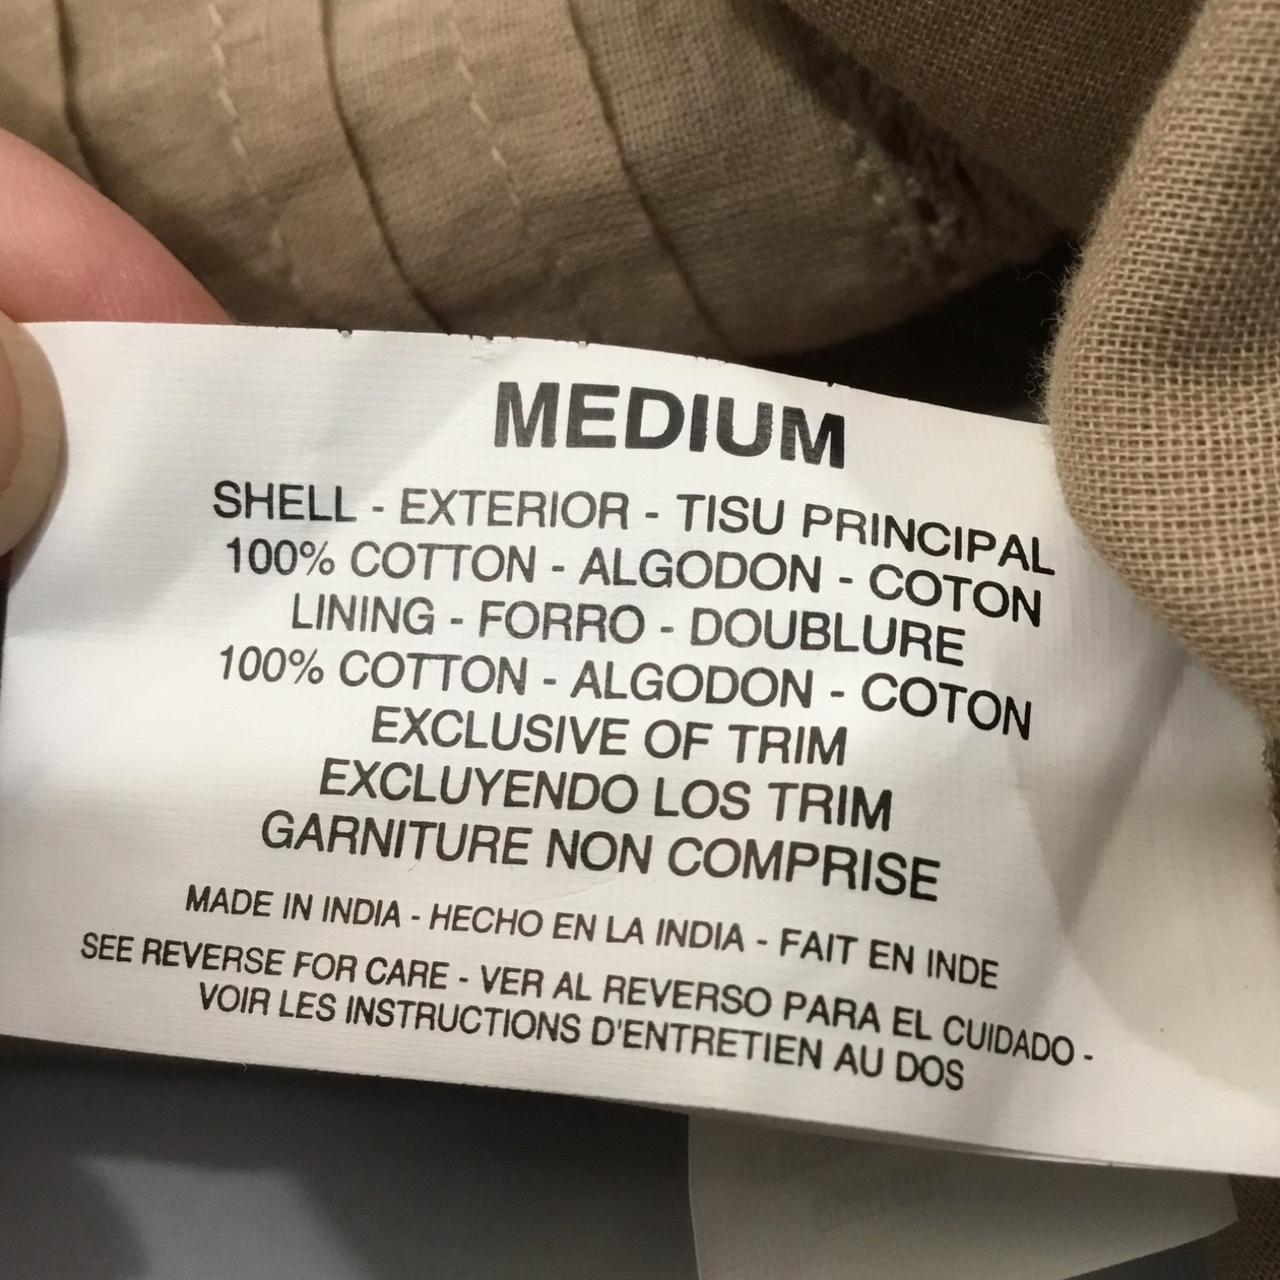 MEDIUM
SHELL - EXTERIOR - TISU PRINCIPAL
100% COTTON - ALGODON - COTON
LINING - FORRO - DOUBLURE
100% COTTON - ALGODON - COTON
EXCLUSIVE OF TRIM
EXCLUYENDO LOS TRIM
GARNITURE NON COMPRISE
MADE IN INDIA - HECHO EN LA INDIA - FAIT EN INDE
SEE REVERSE FOR CARE - VER AL REVERSO PARA EL CUIDADO -
VOIR LES INSTRUCTIONS D'ENTRETIEN AU DOS